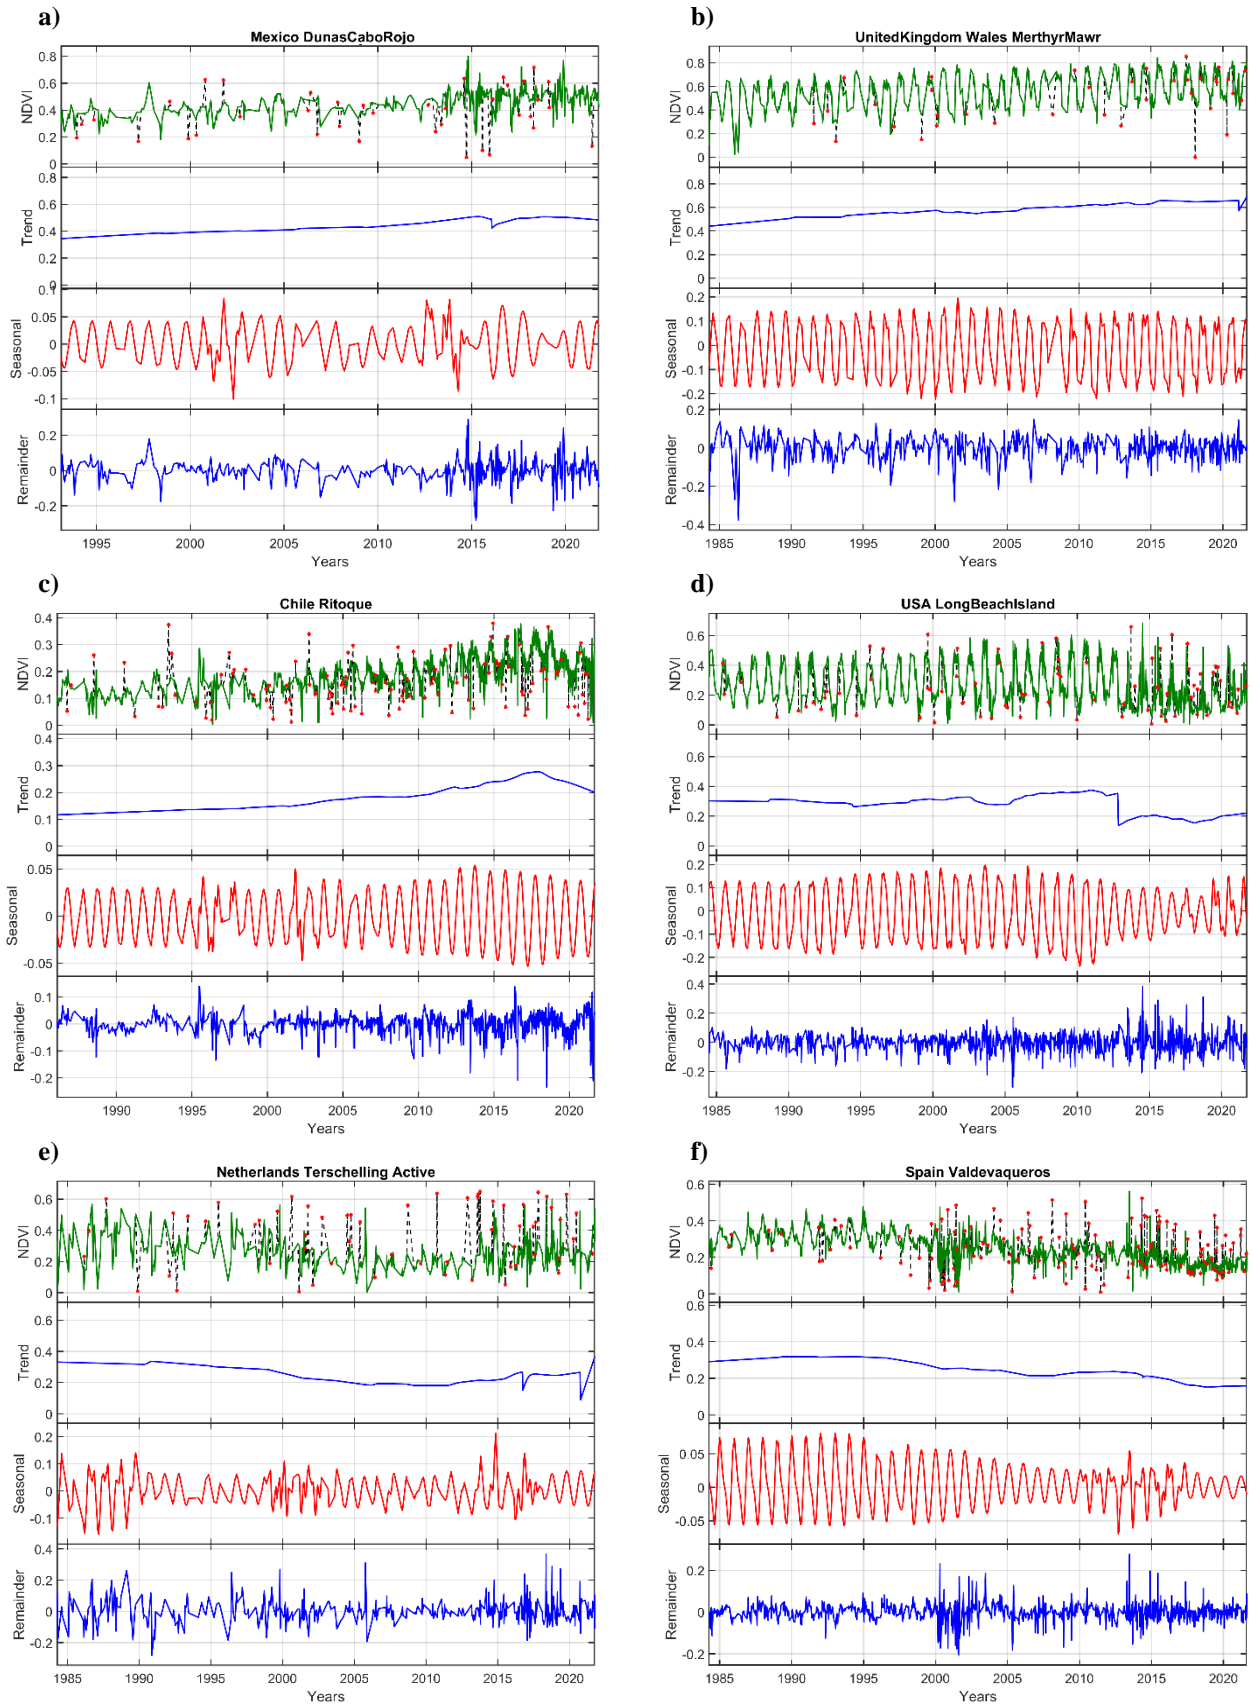 a)
Mexico DunasCaboRojo
0.8
0.6
0.4
0.2
0
NDVI
0.8
0.6
0.4
0.2
0
Trend
0.1
0.05
0
-0.05
-0.1
Seasonal
0.2
0
-0.2
Remainder
1995 2000 2005 2010 2015 2020
Years
b)
UnitedKingdom Wales MerthyrMawr
0.8
0.6
0.4
0.2
0
NDVI
0.8
0.6
0.4
0.2
0
Trend
0.2
0.1
0
-0.1
-0.2
Seasonal
0.2
0
-0.2
-0.4
Remainder
1985 1990 1995 2000 2005 2010 2015 2020
Years
c)
Chile Ritoque
0.4
0.3
0.2
0.1
0
NDVI
0.4
0.3
0.2
0.1
0
Trend
0.05
0
-0.05
Seasonal
0.1
0
-0.1
-0.2
Remainder
1990 1995 2000 2005 2010 2015 2020
Years
d)
USA LongBeachIsland
0.6
0.4
0.2
0
NDVI
0.6
0.4
0.2
0
Trend
0.2
0.1
0
-0.1
-0.2
Seasonal
0.4
0.2
0
-0.2
Remainder
1985 1990 1995 2000 2005 2010 2015 2020
Years
e)
Netherlands Terschelling Active
0.6
0.4
0.2
0
NDVI
0.6
0.4
0.2
0
Trend
0.2
0.1
0
-0.1
Seasonal
0.4
0.2
0
-0.2
Remainder
1985 1990 1995 2000 2005 2010 2015 2020
Years
f)
Spain Valdevaqueros
0.6
0.4
0.2
0
NDVI
0.6
0.4
0.2
0
Trend
0.05
0
-0.05
Seasonal
0.2
0
-0.2
Remainder
1985 1990 1995 2000 2005 2010 2015 2020
Years